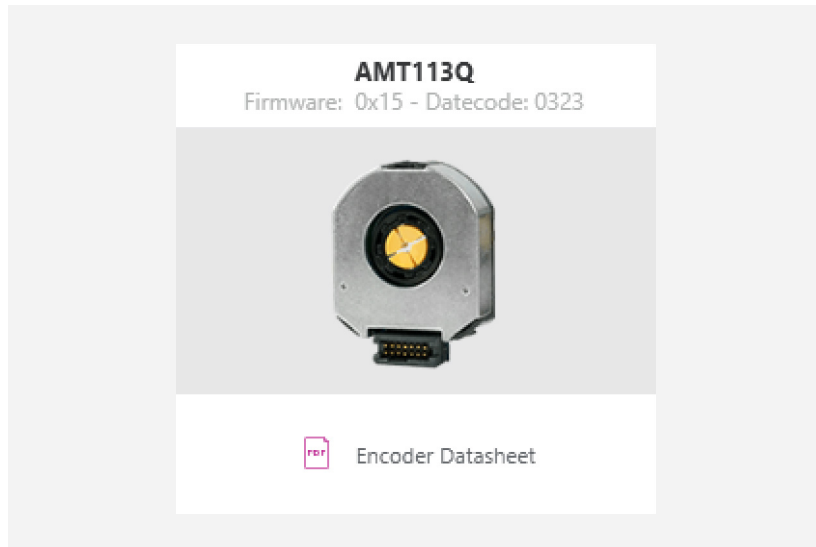 AMT113Q
Firmware: 0x15 - Datecode: 0323
PDF
Encoder Datasheet